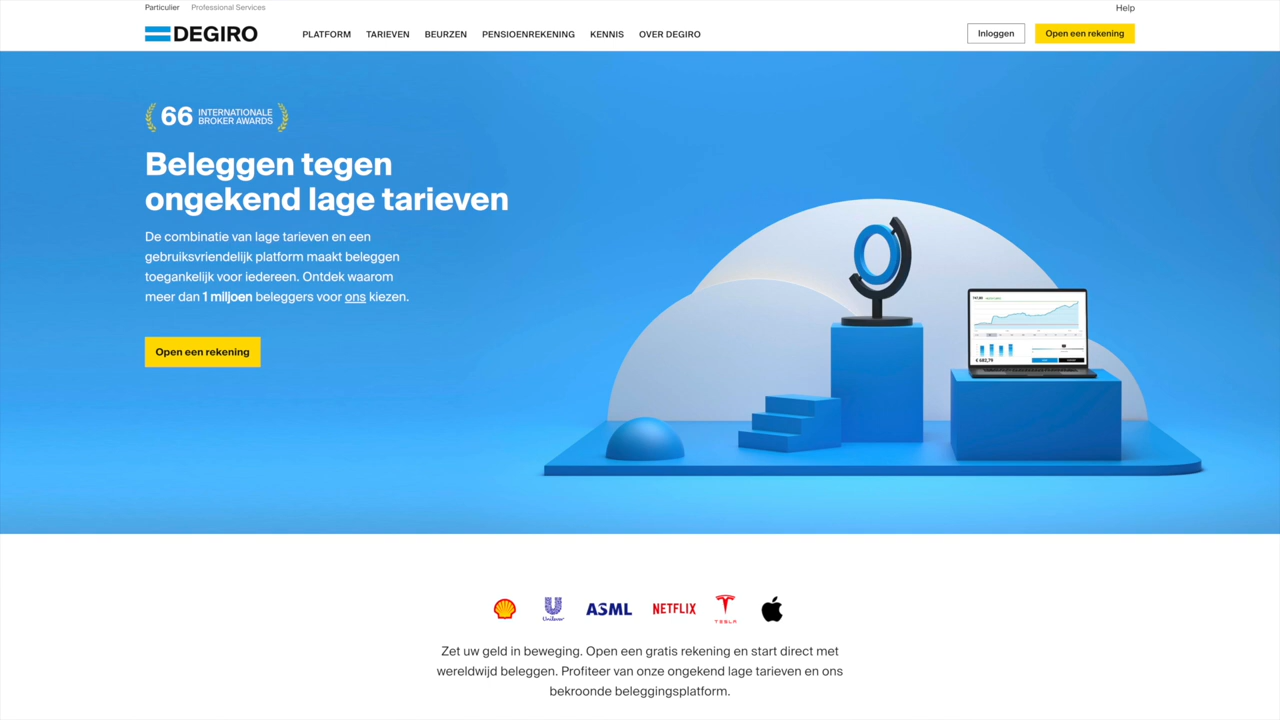 Particulier Professional Services Help
DEGIRO PLATFORM TARIEVEN BEURZEN PENSIOENREKENING KENNIS OVER DEGIRO Inloggen Open een rekening
66 INTERNATIONALE
BROKER AWARDS
Beleggen tegen
ongekend lage tarieven
De combinatie van lage tarieven en een
gebruiksvriendelijk platform maakt beleggen
toegankelijk voor iedereen. Ontdek waarom
meer dan 1 miljoen beleggers voor ons kiezen.
Open een rekening
Unilever ASML NETFLIX TESLA
Zet uw geld in beweging. Open een gratis rekening en start direct met
wereldwijd beleggen. Profiteer van onze ongekend lage tarieven en ons
bekroonde beleggingsplatform.